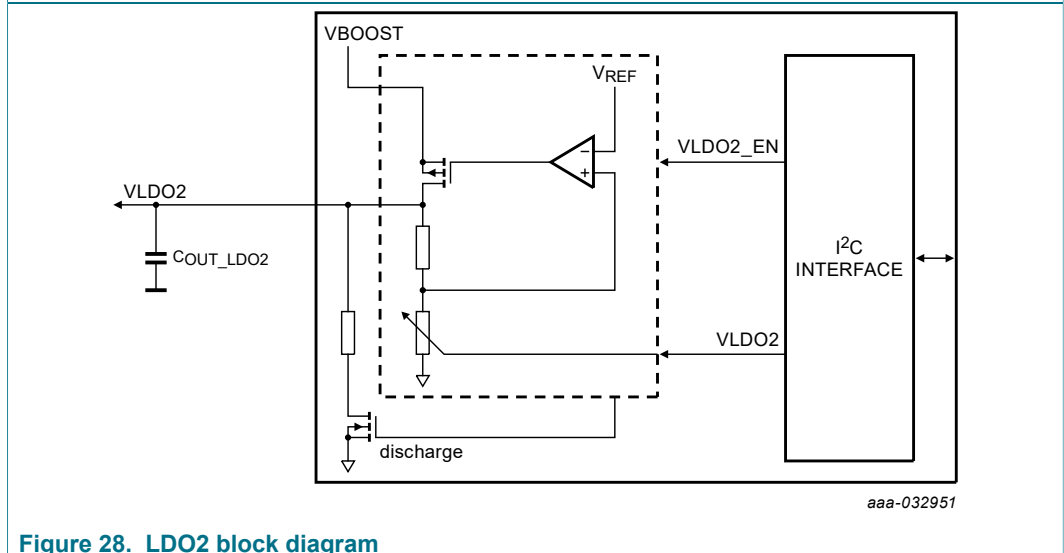 VBOOST
VREF
VLDO2_EN
VLDO2
COUT_LDO2
I2C
INTERFACE
VLDO2
discharge
aaa-032951
Figure 28. LDO2 block diagram